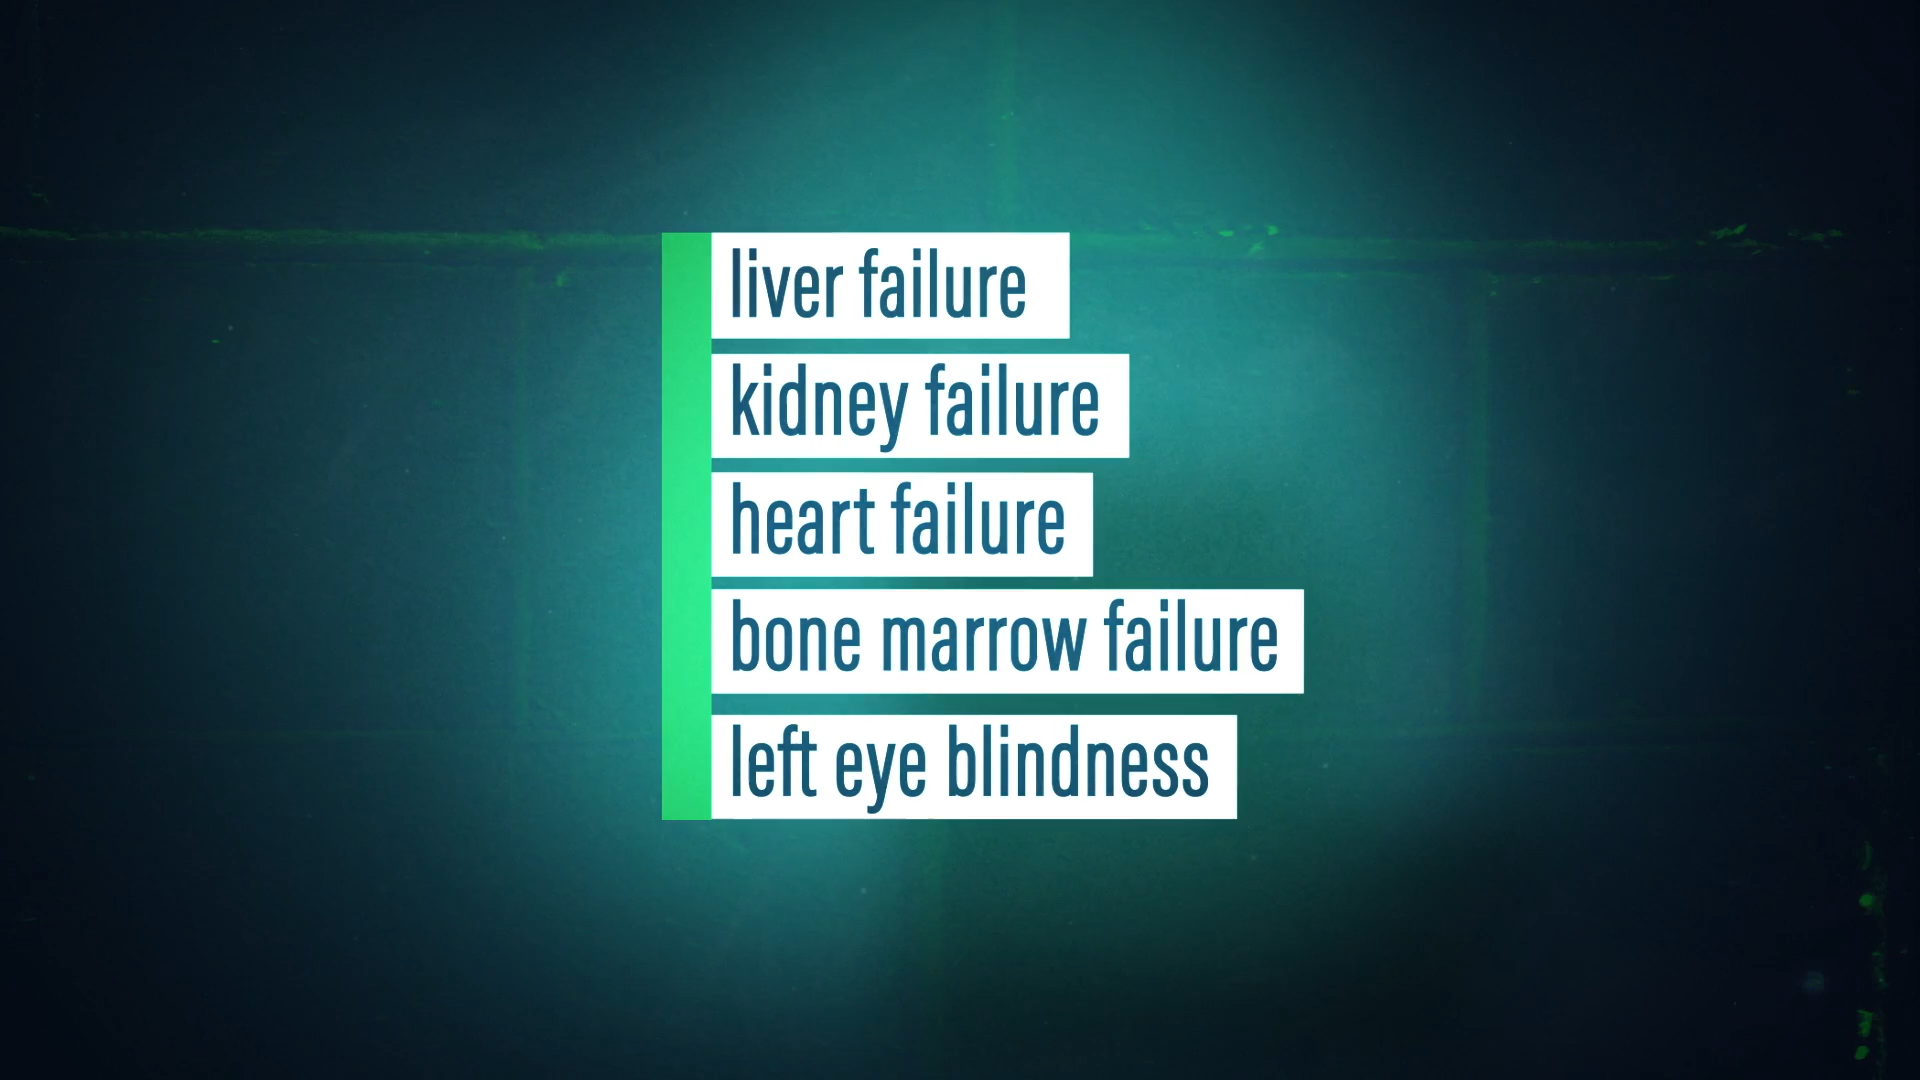 liver failure
kidney failure
heart failure
bone marrow failure
left eye blindness